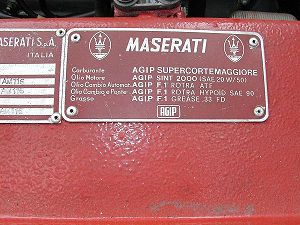 MASERATI S.p.A.
ITALIA
MASERATI
Carburante AGIP SUPERCORTEMAGGIORE
Olio Motore AGIP SINT 2000 (SAE 20W/50)
Olio Cambio Automat. AGIP F.1 ROTRA ATF
Olio Cambio e Ponte AGIP F.1 ROTRA HYPOID SAE 90
Grasso AGIP F.1 GREASE 33 FD
AGIP